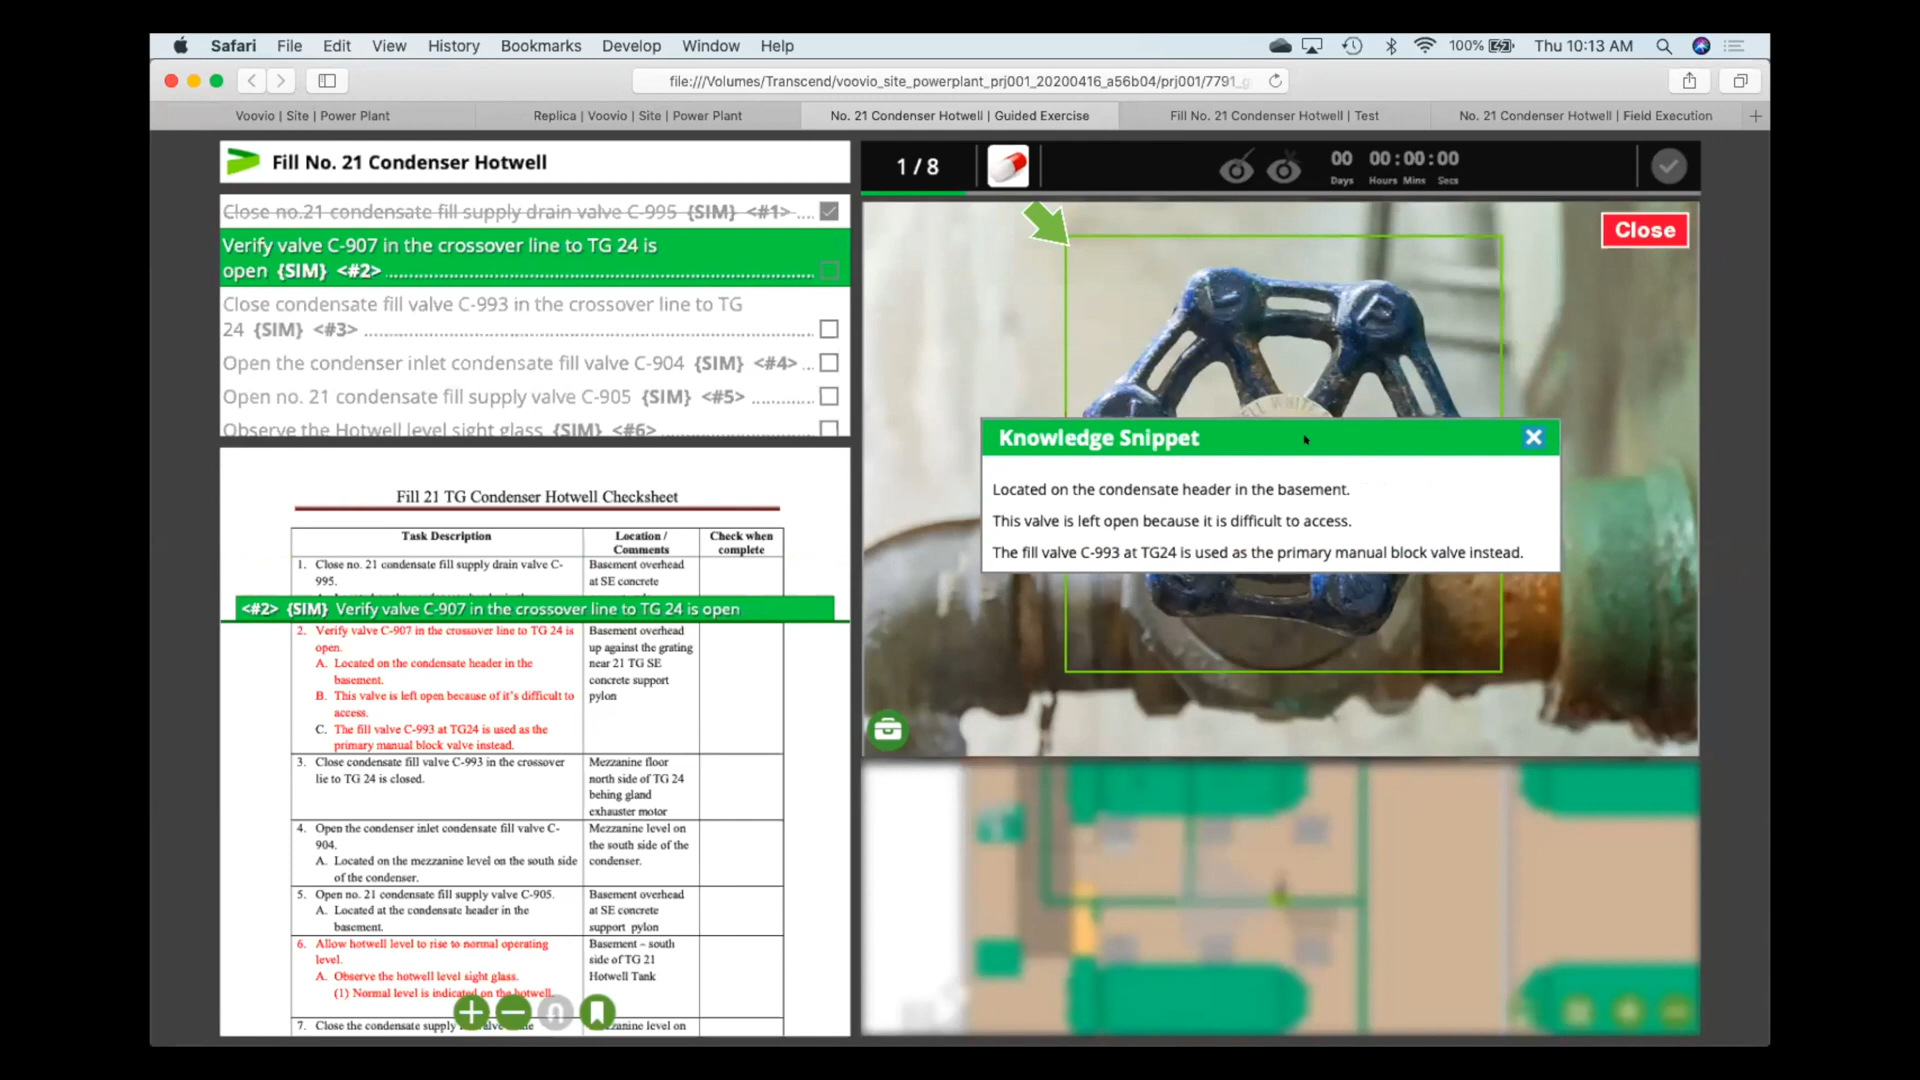 Safari File Edit View History Bookmarks Develop Window Help
100% Thu 10:13 AM
file:///Volumes/Transcend/voovio_site_powerplant_prj001_20200416_a56b04/prj001/7791_g
Voovio | Site | Power Plant
Replica | Voovio | Site | Power Plant
No. 21 Condenser Hotwell | Guided Exercise
Fill No. 21 Condenser Hotwell | Test
No. 21 Condenser Hotwell | Field Execution
Fill No. 21 Condenser Hotwell
Close no.21 condensate fill supply drain valve C-995 {SIM} <#1> ....
Verify valve C-907 in the crossover line to TG 24 is
open {SIM} <#2>
Close condensate fill valve C-993 in the crossover line to TG
24 {SIM} <#3>
Open the condenser inlet condensate fill valve C-904 {SIM} <#4> ..
Open no. 21 condensate fill supply valve C-905 {SIM} <#5>
Observe the Hotwell level sight glass {SIM} <#6>
Fill 21 TG Condenser Hotwell Checksheet
Task Description
Location /
Comments
Check when
complete
1. Close no. 21 condensate fill supply drain valve C-
995.
Basement overhead
at SE concrete
<#2> {SIM} Verify valve C-907 in the crossover line to TG 24 is open
2. Verify valve C-907 in the crossover line to TG 24 is
open.
A. Located on the condensate header in the
basement.
B. This valve is left open because of it's difficult to
access.
C. The fill valve C-993 at TG24 is used as the
primary manual block valve instead.
Basement overhead
up against the grating
near 21 TG SE
concrete support
pylon
3. Close condensate fill valve C-993 in the crossover
lie to TG 24 is closed.
Mezzanine floor
north side of TG 24
behing gland
exhauster motor
4. Open the condenser inlet condensate fill valve C-
904.
A. Located on the mezzanine level on the south side
of the condenser.
Mezzanine level on
the south side of the
condenser.
5. Open no. 21 condensate fill supply valve C-905.
A. Located at the condensate header in the
basement.
Basement overhead
at SE concrete
support pylon
6. Allow hotwell level to rise to normal operating
level.
A. Observe the hotwell level sight glass.
(1) Normal level is indicated on the hotwell.
Basement – south
side of TG 21
Hotwell Tank
7. Close the condensate supply
1 / 8
00 00:00:00
Days Hours Mins Secs
Close
Knowledge Snippet
Located on the condensate header in the basement.
This valve is left open because it is difficult to access.
The fill valve C-993 at TG24 is used as the primary manual block valve instead.